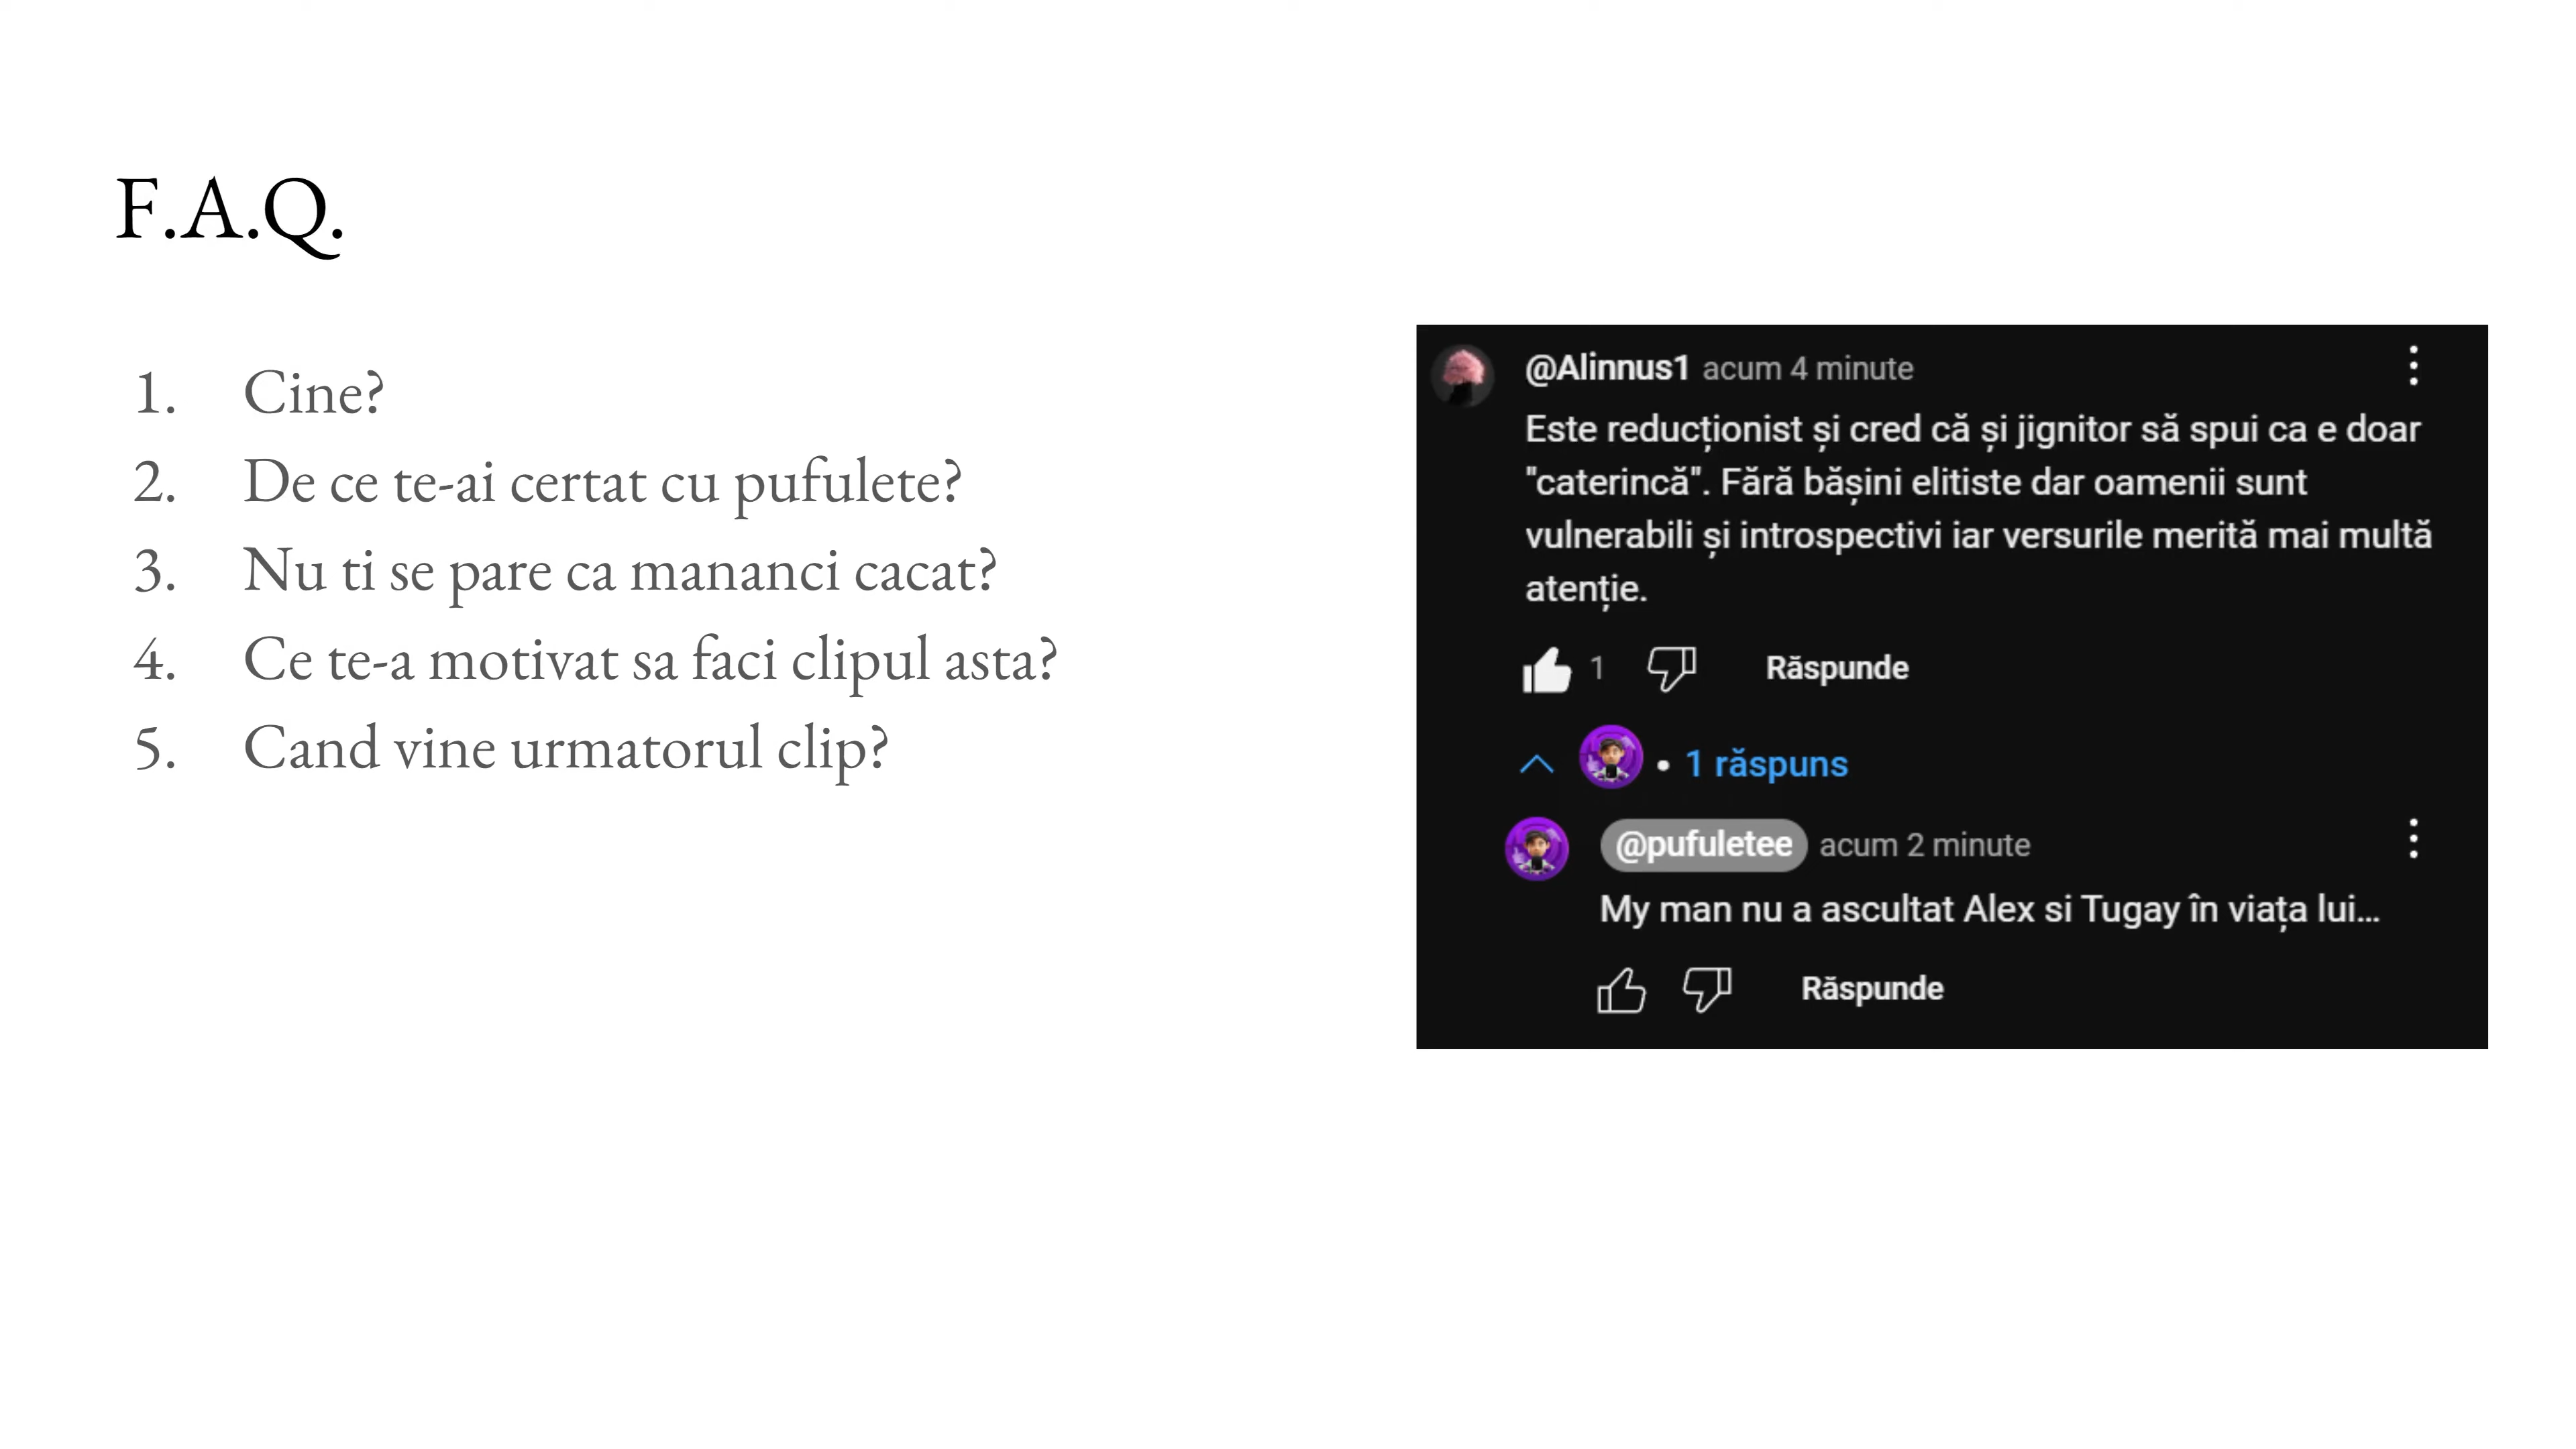 F.A.Q.
1. Cine?
2. De ce te-ai certat cu pufulete?
3. Nu ti se pare ca mananci cacat?
4. Ce te-a motivat sa faci clipul asta?
5. Cand vine urmatorul clip?
@Alinnus1 acum 4 minute
Este reducționist și cred că și jignitor să spui ca e doar
"caterincă". Fără bășini elitiste dar oamenii sunt
vulnerabili și introspectivi iar versurile merită mai multă
atenție.
1 Răspunde
• 1 răspuns
@pufuletee acum 2 minute
My man nu a ascultat Alex si Tugay în viața lui...
Răspunde